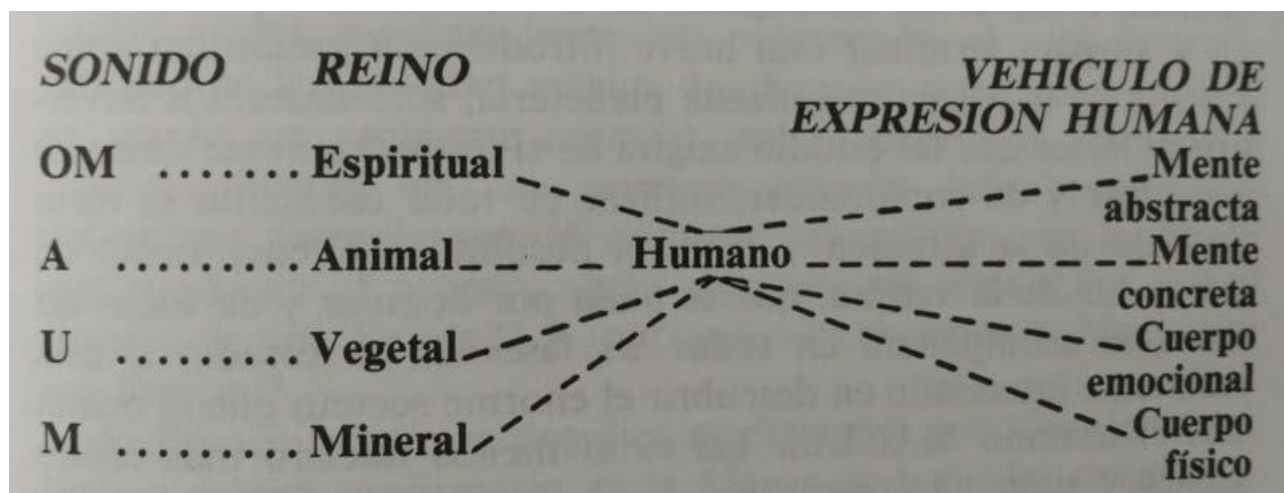 SONIDO REINO VEHICULO DE
EXPRESION HUMANA
OM ....... Espiritual Mente
abstracta
A ......... Animal Humano Mente
concreta
U ......... Vegetal Cuerpo
emocional
M ......... Mineral Cuerpo
físico